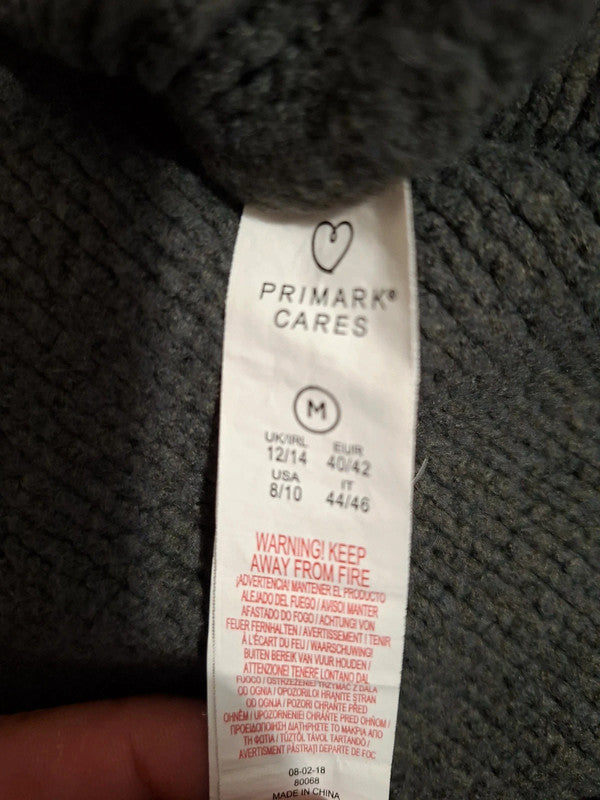 PRIMARK®
CARES
M
UK/IRL EUR
12/14 40/42
USA IT
8/10 44/46
WARNING! KEEP
AWAY FROM FIRE
¡ADVERTENCIA! MANTENER EL PRODUCTO
ALEJADO DEL FUEGO / AVISO! MANTER
AFASTADO DO FOGO / ACHTUNG! VON
FEUER FERNHALTEN / AVERTISSEMENT ! TENIR
À L'ÉCART DU FEU / WAARSCHUWING!
BUITEN BEREIK VAN VUUR HOUDEN /
ATTENZIONE! TENERE LONTANO DAL
FUOCO / OSTRZEŻENIE! TRZYMAĆ Z DALA
OD OGNIA / OPOZORILO! HRANITE STRAN
OD OGNJA / POZOR! CHRAŇTE PŘED
OHNĚM / UPOZORNENIE! CHRÁŇTE PRED OHŇOM /
ΠΡΟΕΙΔΟΠΟΙΗΣΗ ΔΙΑΤΗΡΗΣΤΕ ΤΟ ΜΑΚΡΙΑ ΑΠΟ
ΤΗ ΦΩΤΙΑ / TŰZTŐL TÁVOL TARTANDÓ /
AVERTISMENT PĂSTRAȚI DEPARTE DE FOC
08-02-18
80068
MADE IN CHINA